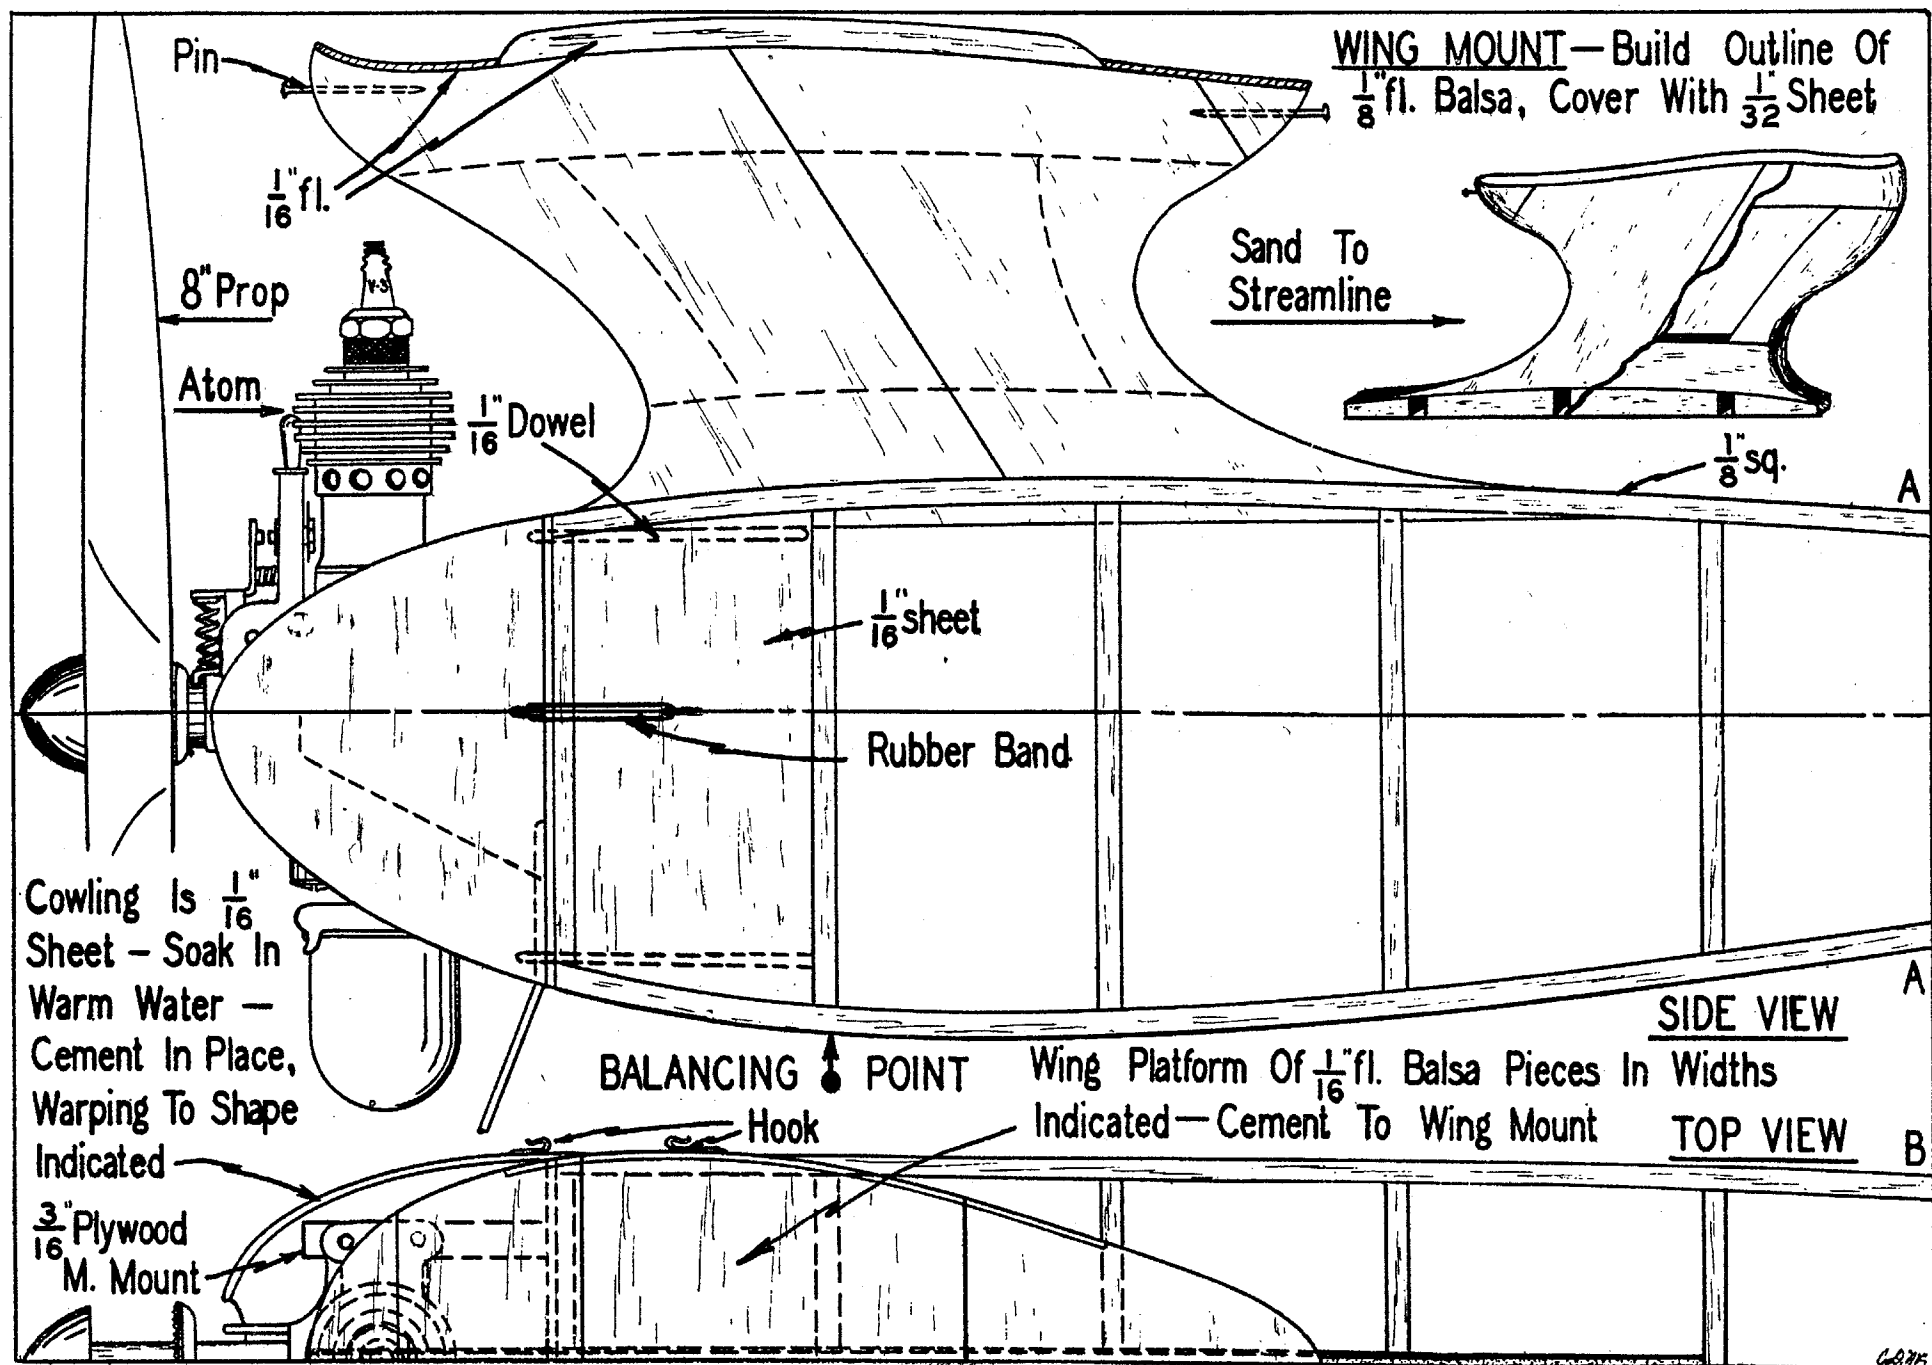 WING MOUNT—Build Outline Of
1/8" fl. Balsa, Cover With 1/32" Sheet
Pin
1/16" fl.
8" Prop
V-3
Atom
Sand To
Streamline
1/16" Dowel
1/8" sq.
A
1/16" sheet
Rubber Band
Cowling Is 1/16"
Sheet – Soak In
Warm Water –
Cement In Place,
Warping To Shape
Indicated
A
SIDE VIEW
BALANCING POINT
Wing Platform Of 1/16" fl. Balsa Pieces In Widths
Indicated—Cement To Wing Mount
Hook
TOP VIEW
B
3/16" Plywood
M. Mount